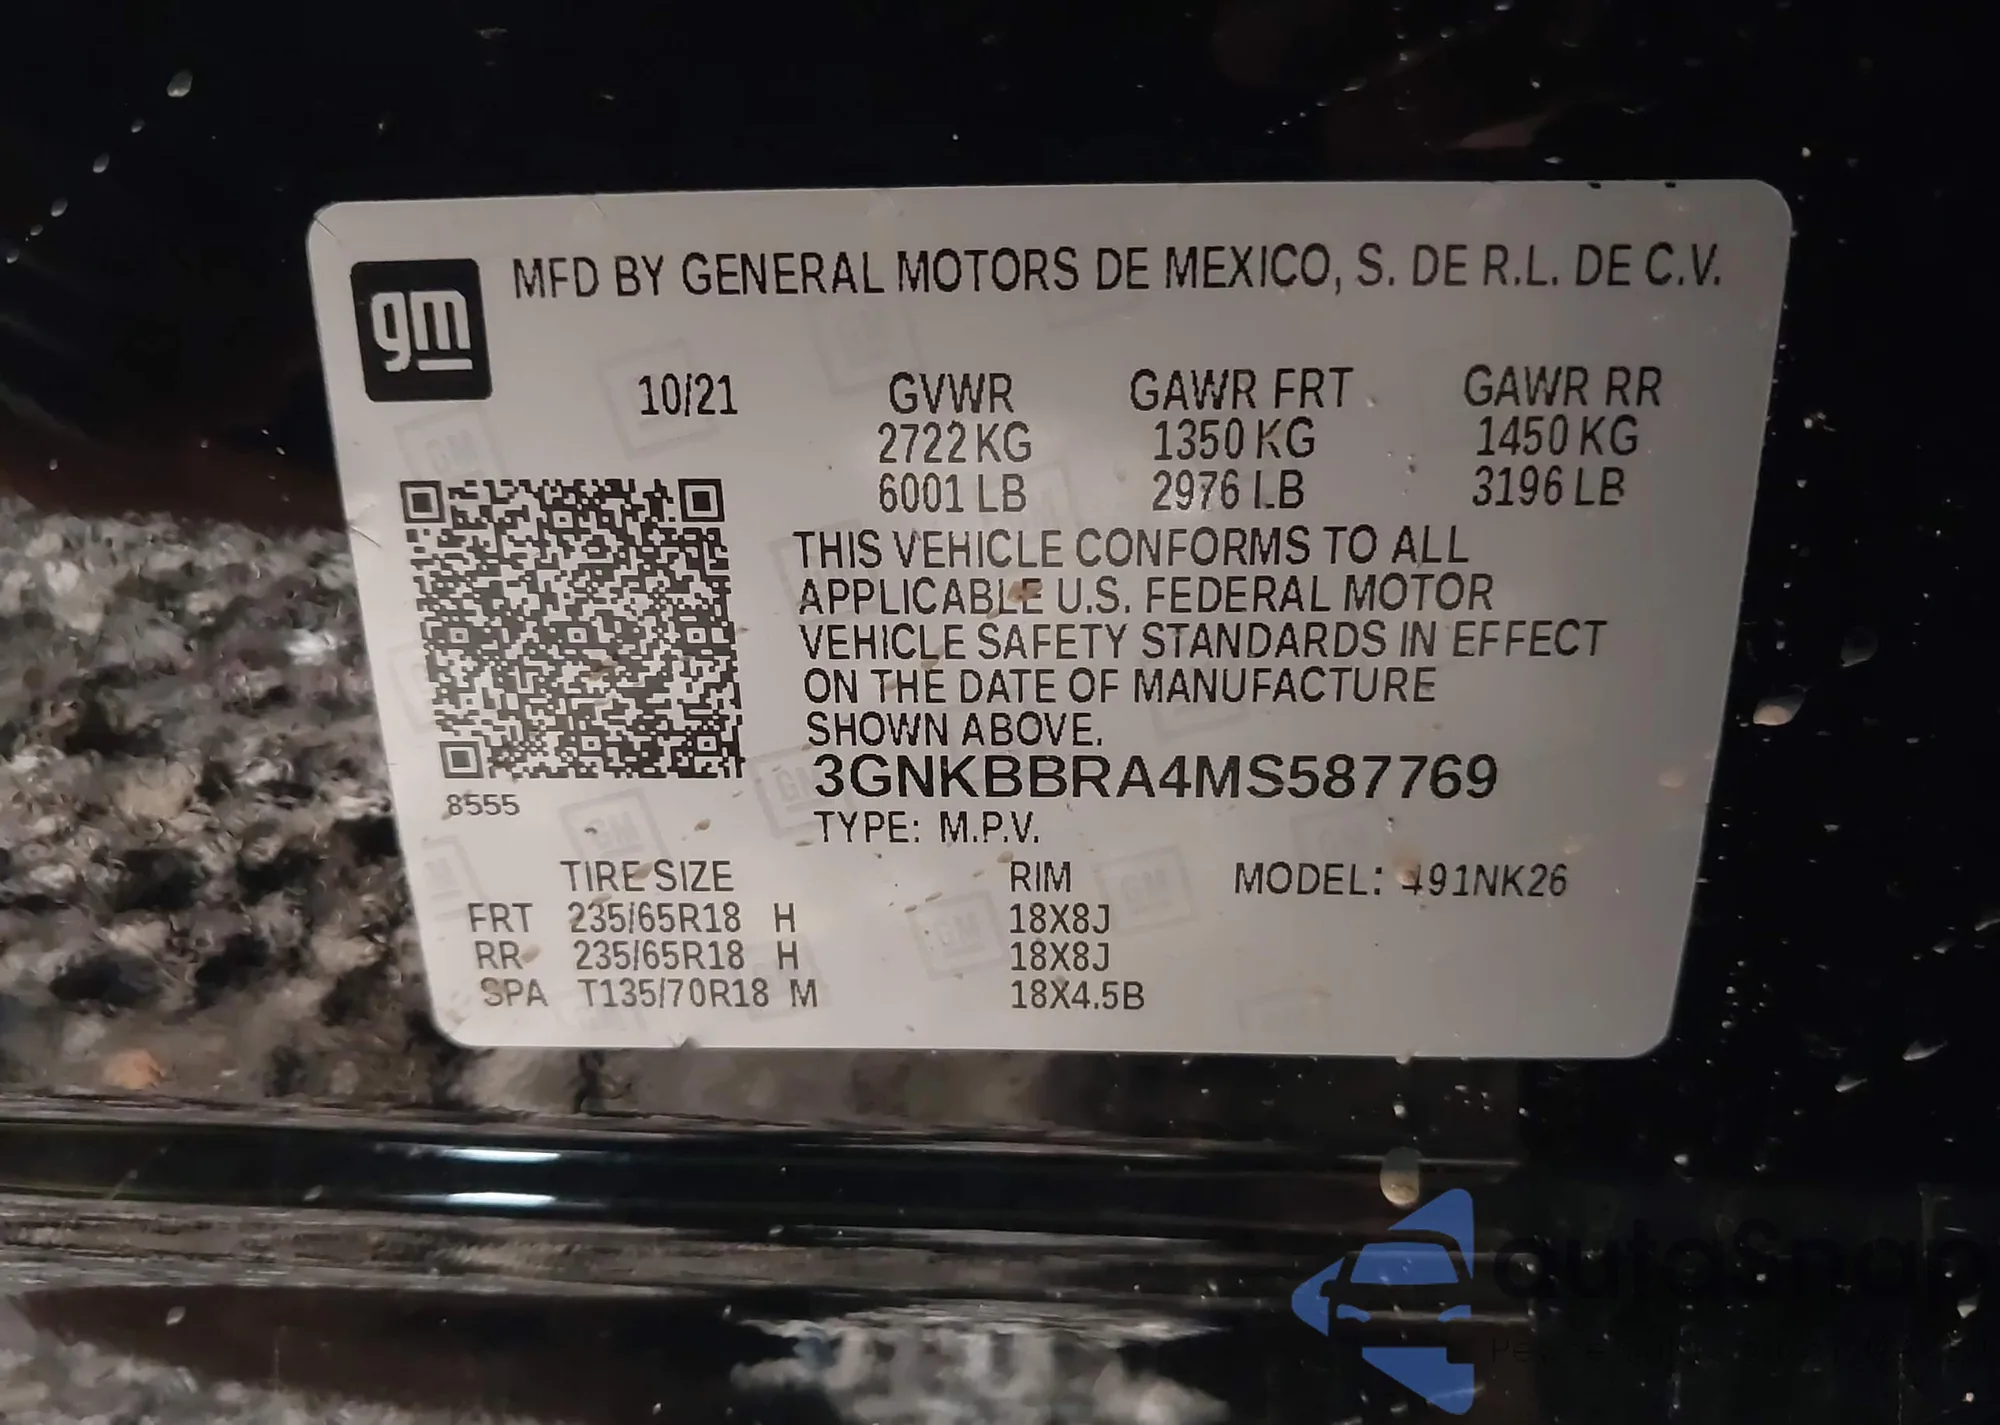 gm
MFD BY GENERAL MOTORS DE MEXICO, S. DE R.L. DE C.V.
10/21 GVWR GAWR FRT GAWR RR
2722 KG 1350 KG 1450 KG
6001 LB 2976 LB 3196 LB
THIS VEHICLE CONFORMS TO ALL
APPLICABLE U.S. FEDERAL MOTOR
VEHICLE SAFETY STANDARDS IN EFFECT
ON THE DATE OF MANUFACTURE
SHOWN ABOVE.
3GNKBBRA4MS587769
8555
TYPE: M.P.V.
TIRE SIZE RIM MODEL: 491NK26
FRT 235/65R18 H 18X8J
RR 235/65R18 H 18X8J
SPA T135/70R18 M 18X4.5B
autoSnap